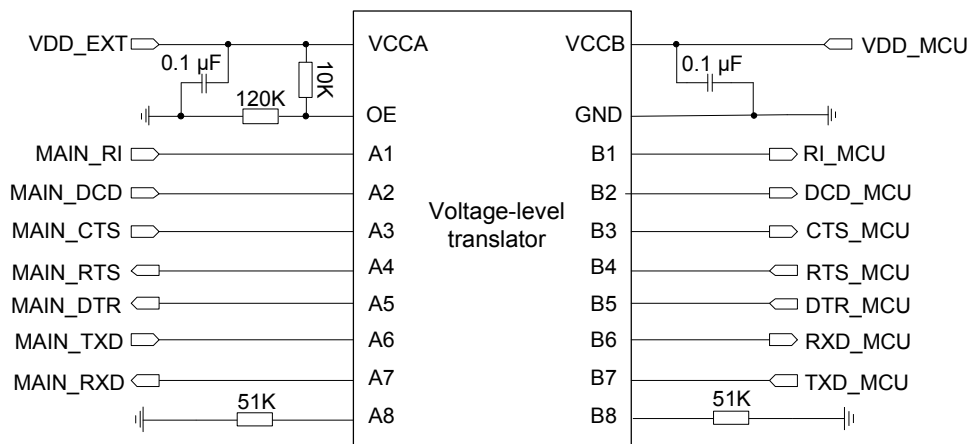 VDD_EXT VCCA VCCB VDD_MCU
0.1 µF 10K 0.1 µF
120K OE GND
MAIN_RI A1 B1 RI_MCU
MAIN_DCD A2 B2 DCD_MCU
Voltage-level
translator
MAIN_CTS A3 B3 CTS_MCU
MAIN_RTS A4 B4 RTS_MCU
MAIN_DTR A5 B5 DTR_MCU
MAIN_TXD A6 B6 RXD_MCU
MAIN_RXD A7 B7 TXD_MCU
51K A8 B8 51K